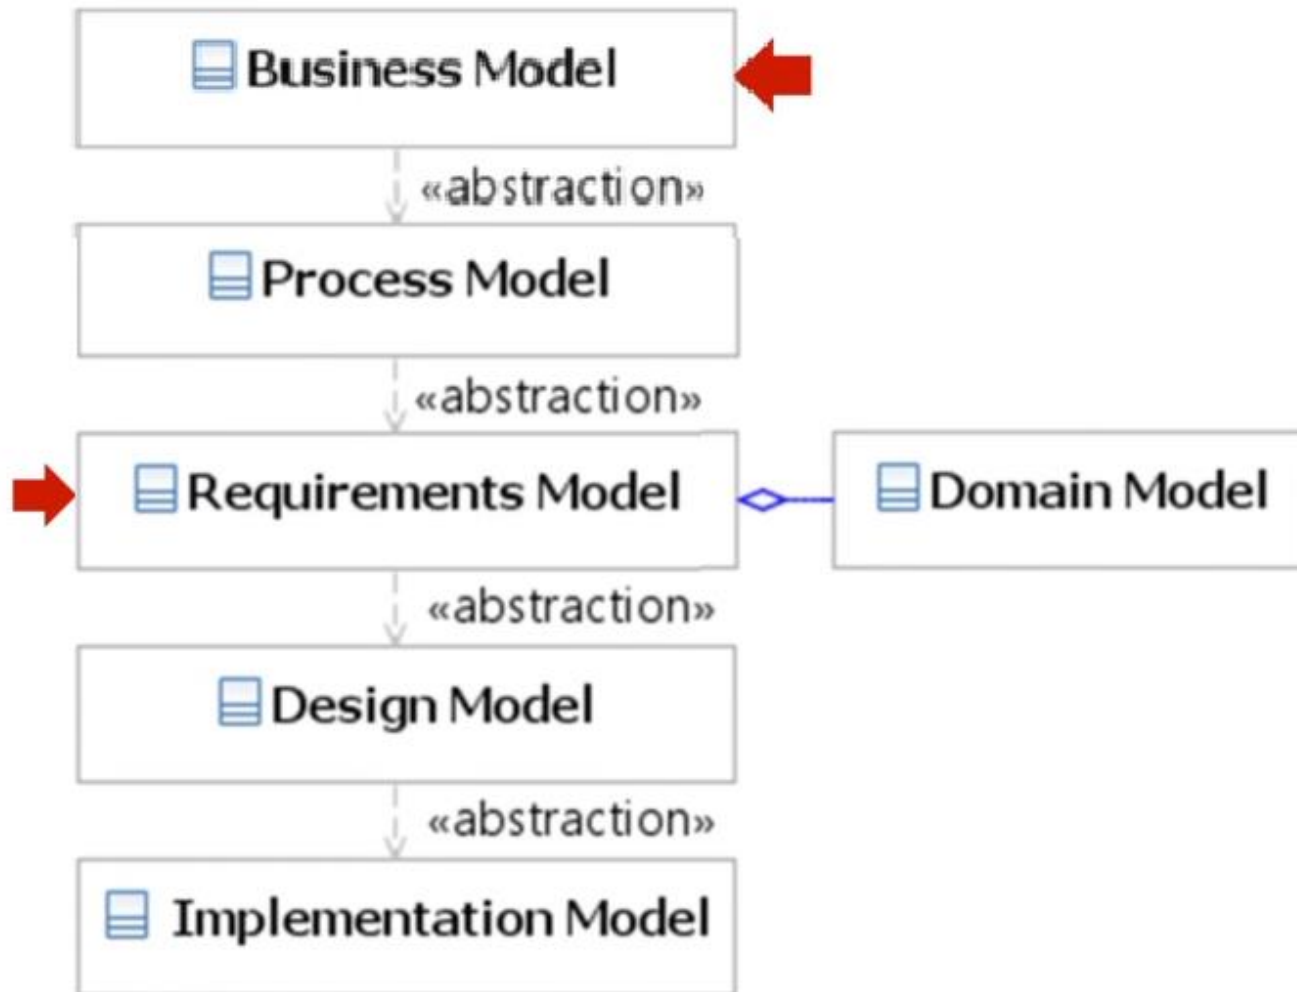 Business Model
«abstraction»
Process Model
«abstraction»
Requirements Model
Domain Model
«abstraction»
Design Model
«abstraction»
Implementation Model